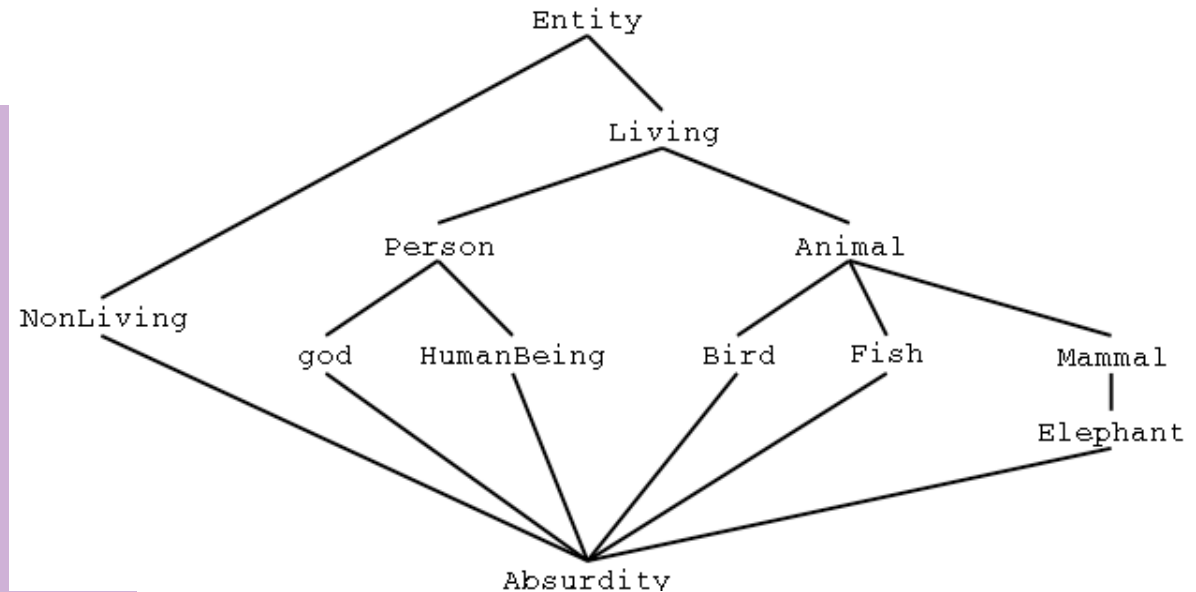 Entity
Living
Person
Animal
NonLiving
god
HumanBeing
Bird
Fish
Mammal
Elephant
Absurdity